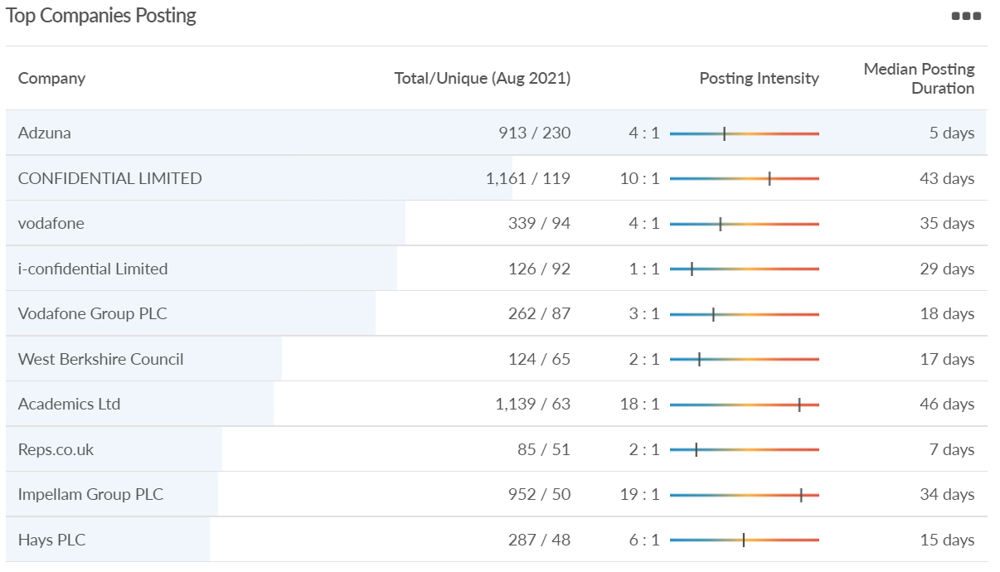 Top Companies Posting
Company Total/Unique (Aug 2021) Posting Intensity Median Posting Duration
Adzuna 913 / 230 4 : 1 5 days
CONFIDENTIAL LIMITED 1,161 / 119 10 : 1 43 days
vodafone 339 / 94 4 : 1 35 days
i-confidential Limited 126 / 92 1 : 1 29 days
Vodafone Group PLC 262 / 87 3 : 1 18 days
West Berkshire Council 124 / 65 2 : 1 17 days
Academics Ltd 1,139 / 63 18 : 1 46 days
Reps.co.uk 85 / 51 2 : 1 7 days
Impellam Group PLC 952 / 50 19 : 1 34 days
Hays PLC 287 / 48 6 : 1 15 days